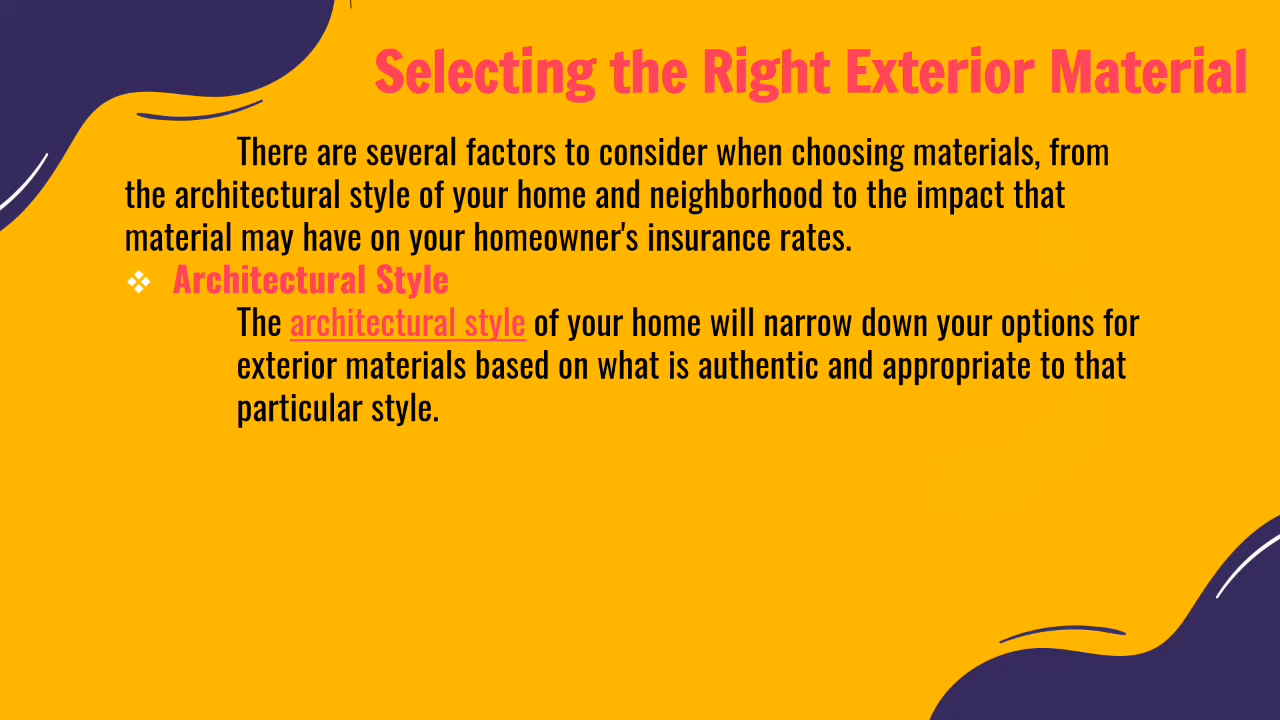 Selecting the Right Exterior Material
There are several factors to consider when choosing materials, from
the architectural style of your home and neighborhood to the impact that
material may have on your homeowner's insurance rates.
❖ Architectural Style
The architectural style of your home will narrow down your options for
exterior materials based on what is authentic and appropriate to that
particular style.